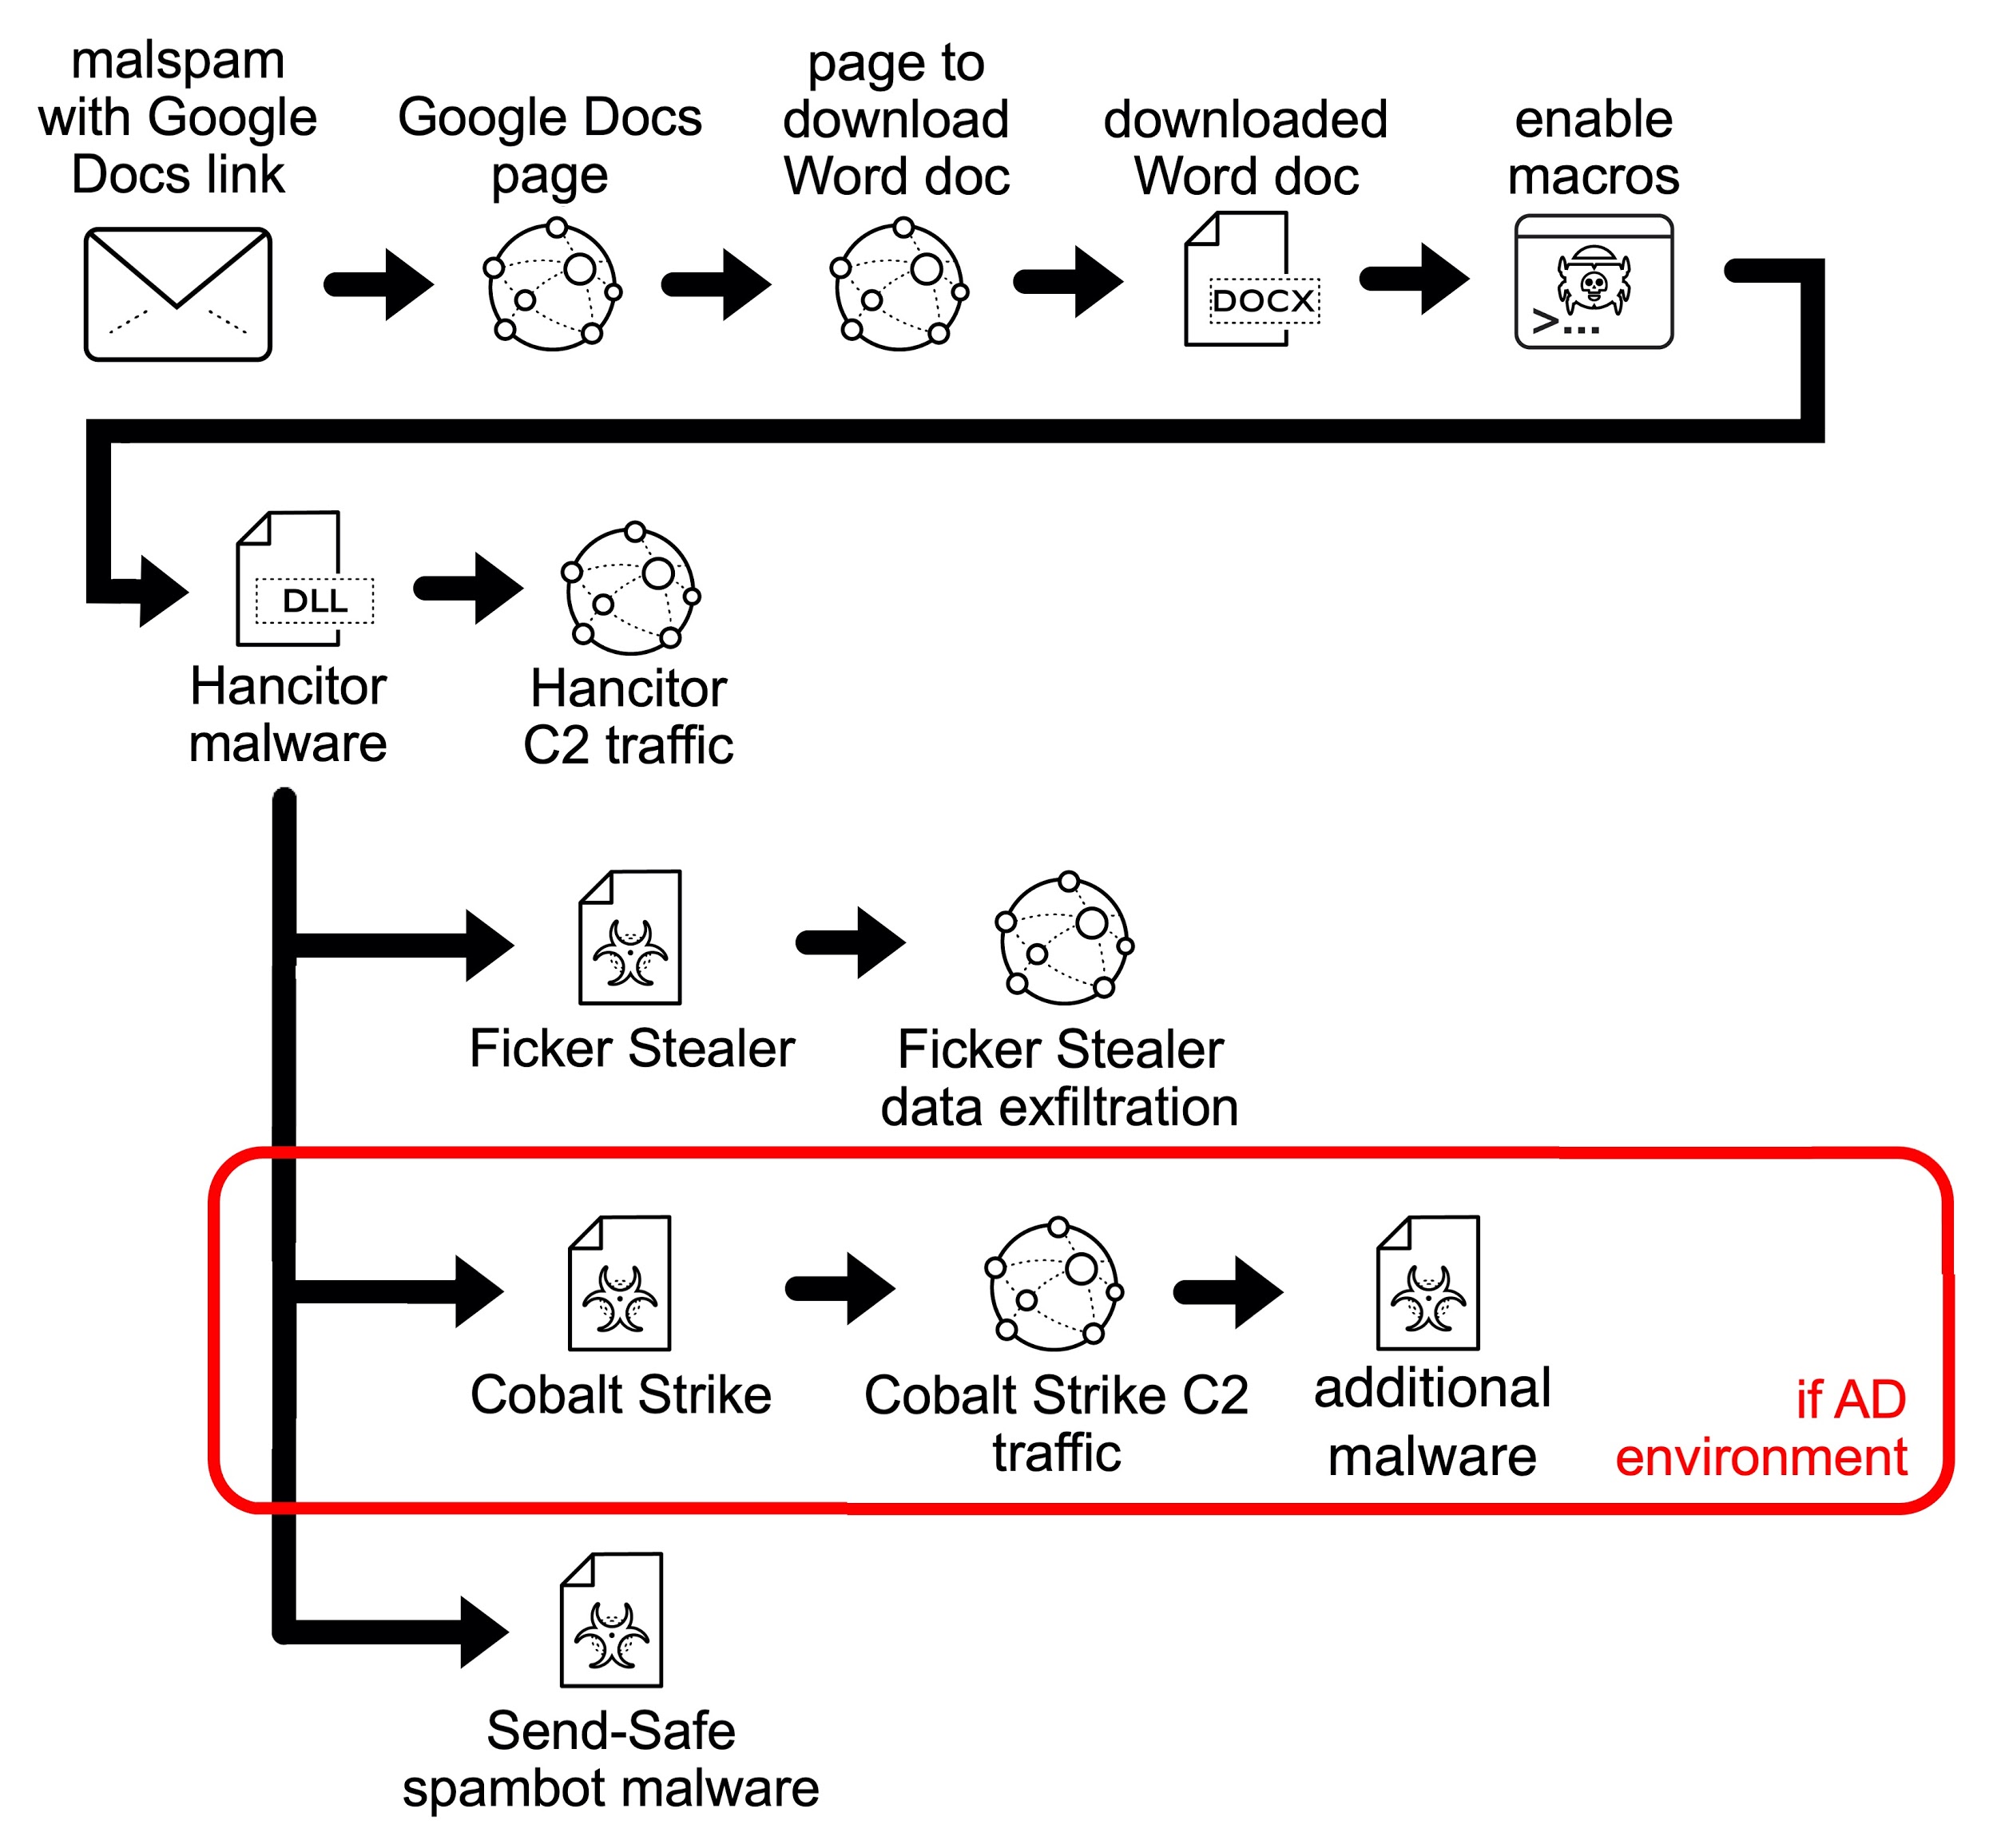 malspam
with Google
Docs link
Google Docs
page
page to
download
Word doc
downloaded
Word doc
enable
macros
DOCX
>...
DLL
Hancitor
malware
Hancitor
C2 traffic
Ficker Stealer
Ficker Stealer
data exfiltration
Cobalt Strike
Cobalt Strike C2
traffic
additional
malware
if AD
environment
Send-Safe
spambot malware